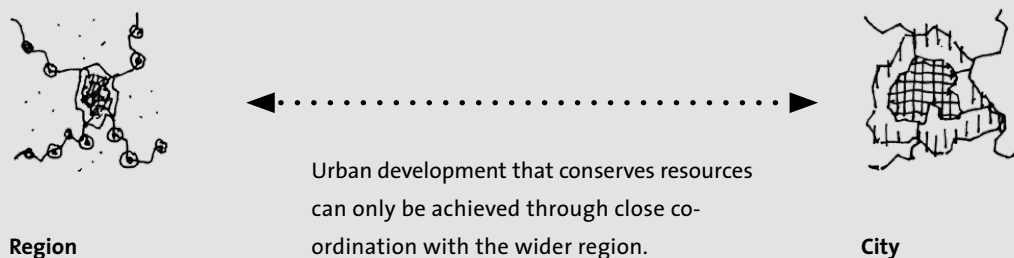 Urban development that conserves resources
can only be achieved through close co-
ordination with the wider region.
Region
City